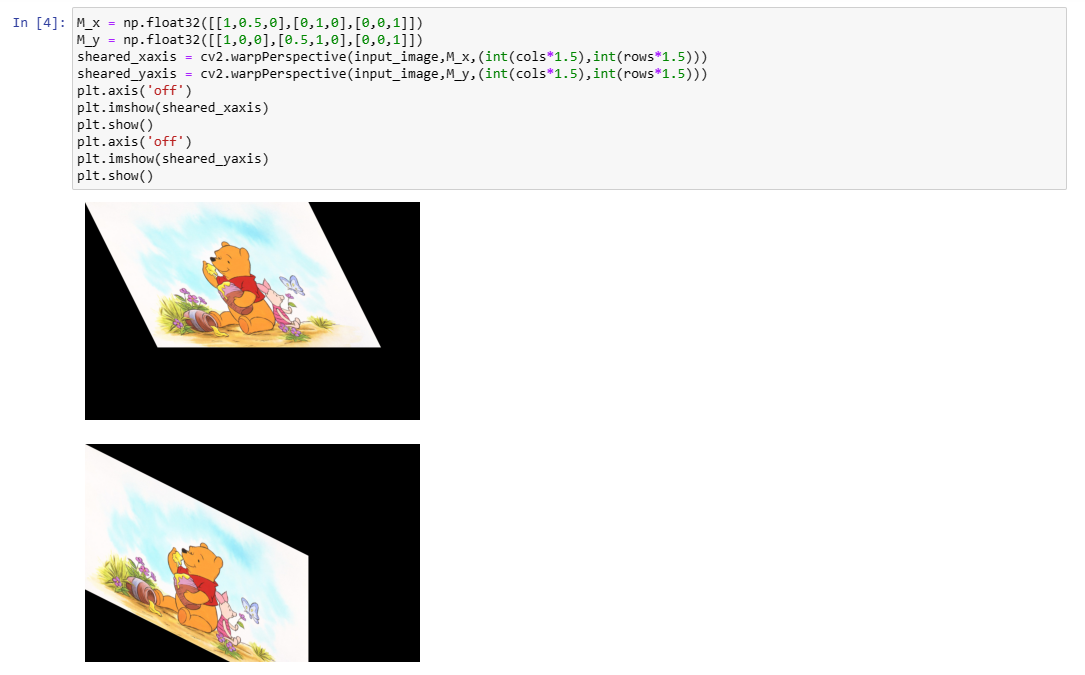 In [4]: M_x = np.float32([[1,0.5,0],[0,1,0],[0,0,1]])
M_y = np.float32([[1,0,0],[0.5,1,0],[0,0,1]])
sheared_xaxis = cv2.warpPerspective(input_image,M_x,(int(cols*1.5),int(rows*1.5)))
sheared_yaxis = cv2.warpPerspective(input_image,M_y,(int(cols*1.5),int(rows*1.5)))
plt.axis('off')
plt.imshow(sheared_xaxis)
plt.show()
plt.axis('off')
plt.imshow(sheared_yaxis)
plt.show()